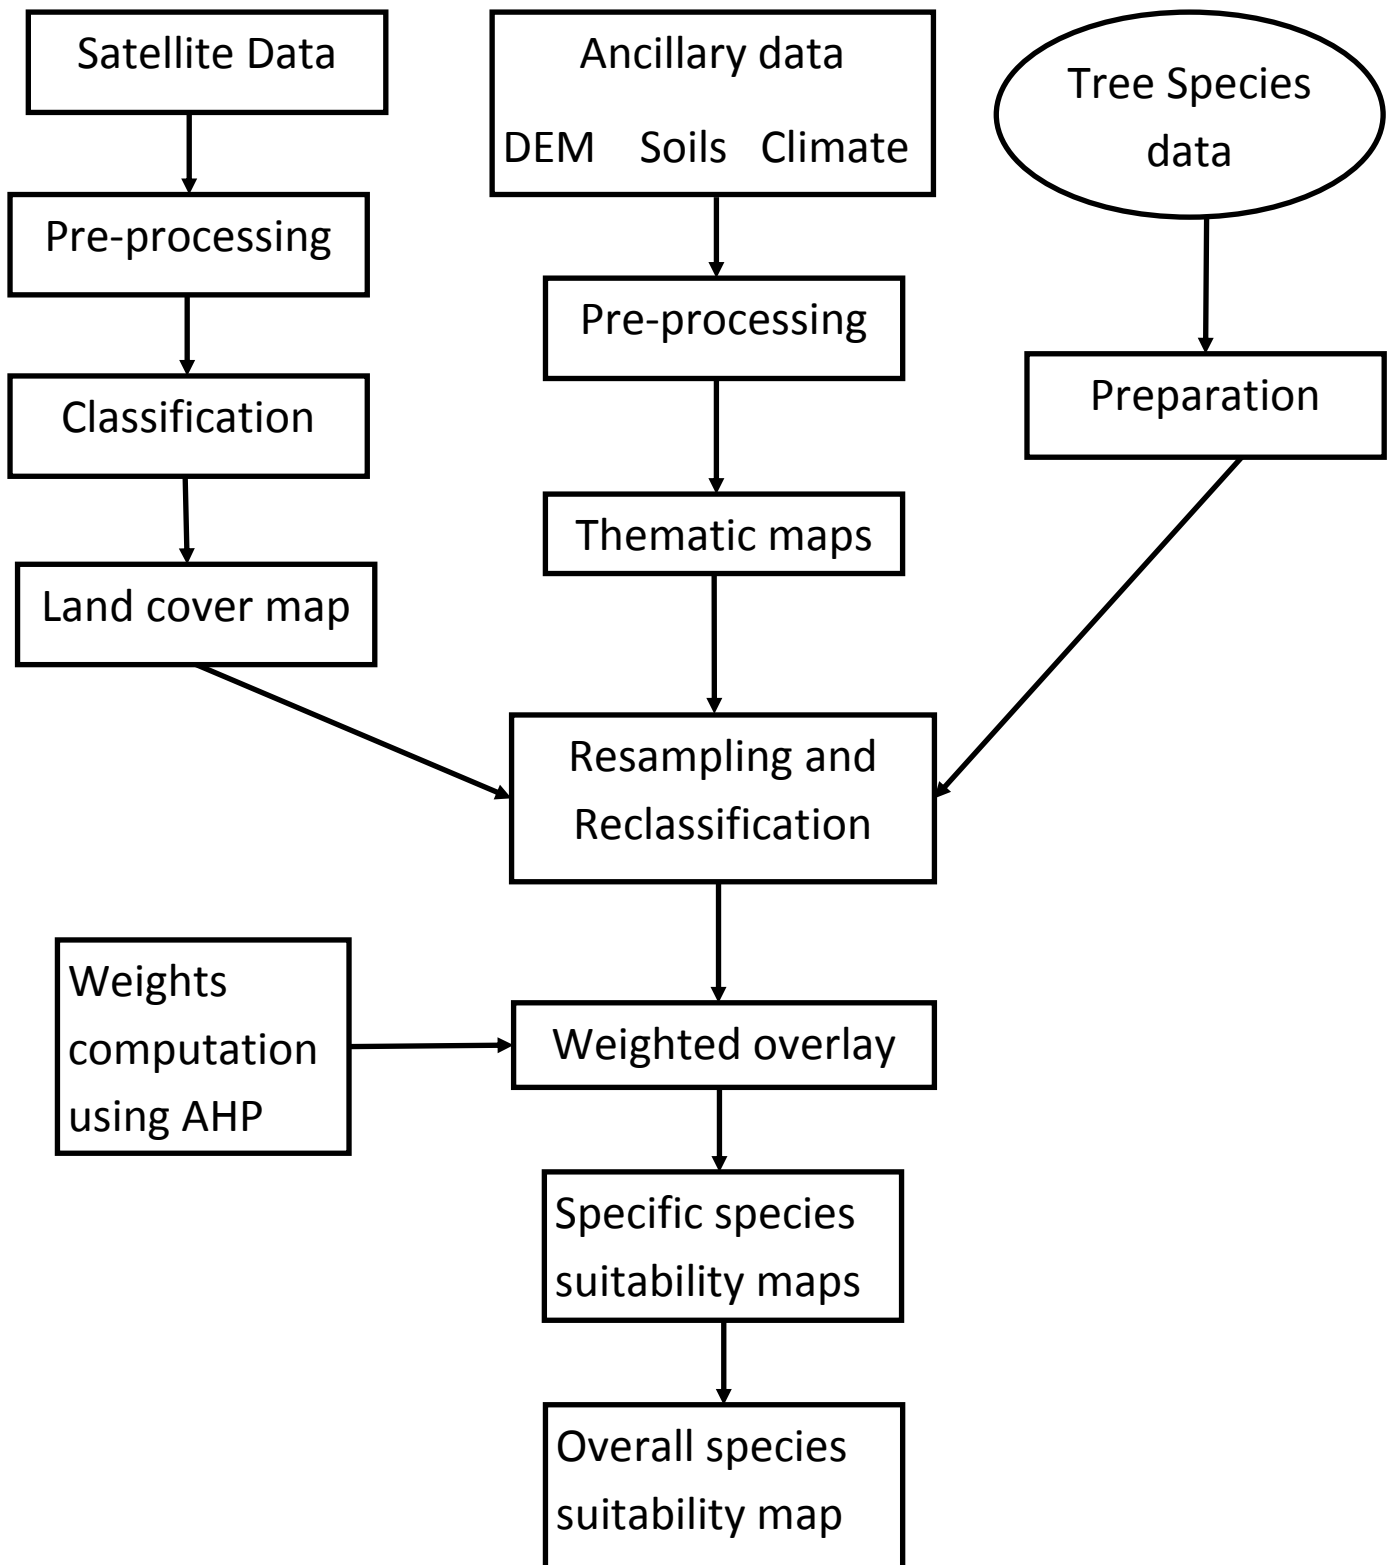 Satellite Data
Ancillary data
DEM Soils Climate
Tree Species
data
Pre-processing
Pre-processing
Preparation
Classification
Thematic maps
Land cover map
Resampling and
Reclassification
Weights
computation
using AHP
Weighted overlay
Specific species
suitability maps
Overall species
suitability map